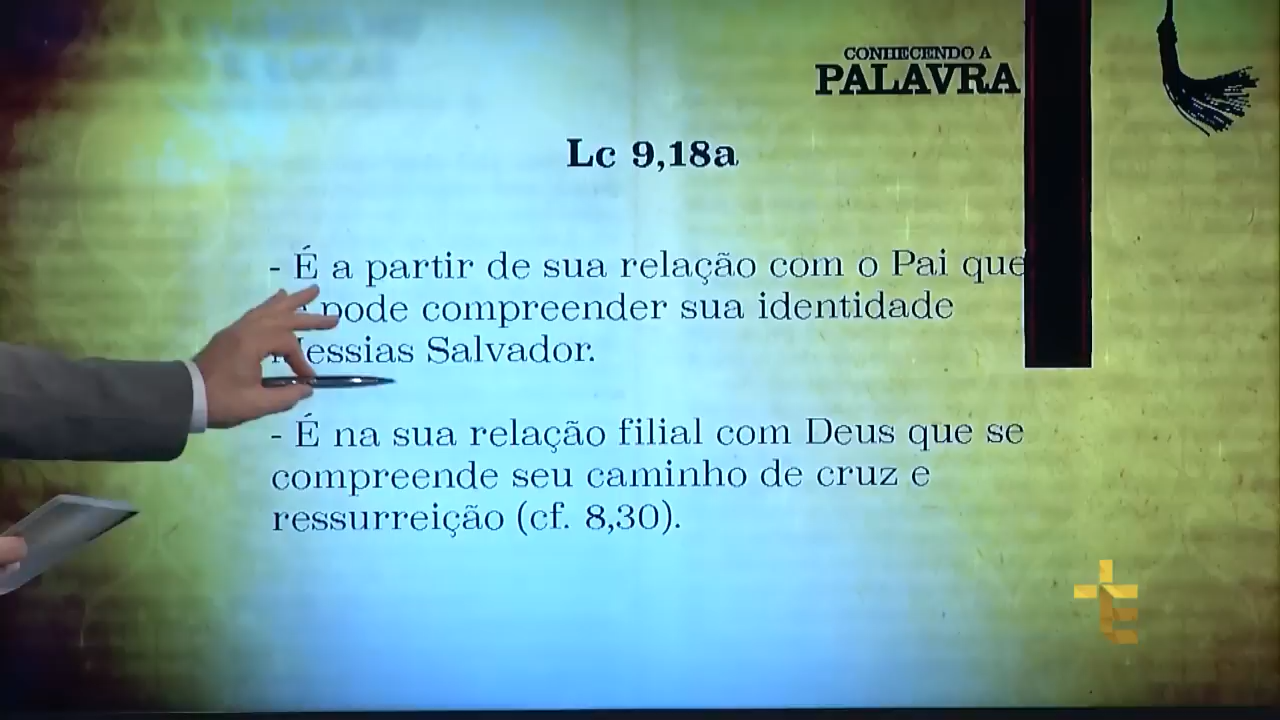 CONHECENDO A
PALAVRA
Lc 9,18a
- É a partir de sua relação com o Pai que
pode compreender sua identidade
Messias Salvador.
- É na sua relação filial com Deus que se
compreende seu caminho de cruz e
ressurreição (cf. 8,30).